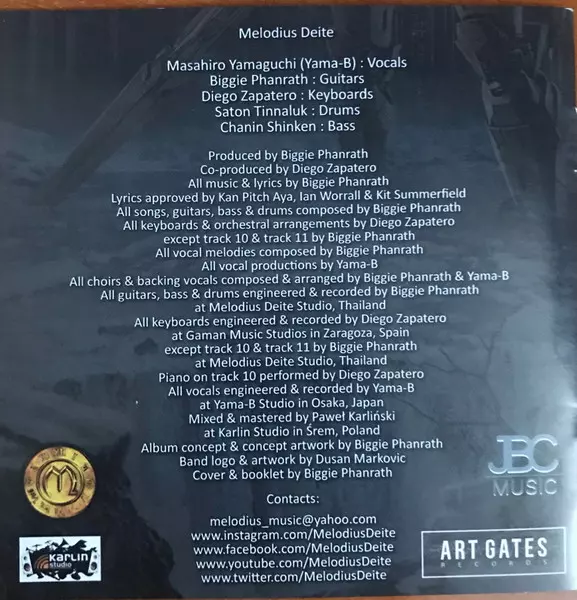 Melodius Deite
Masahiro Yamaguchi (Yama-B) : Vocals
Biggie Phanrath : Guitars
Diego Zapatero : Keyboards
Saton Tinnaluk : Drums
Chanin Shinken : Bass
Produced by Biggie Phanrath
Co-produced by Diego Zapatero
All music & lyrics by Biggie Phanrath
Lyrics approved by Kan Pitch Aya, Ian Worrall & Kit Summerfield
All songs, guitars, bass & drums composed by Biggie Phanrath
All keyboards & orchestral arrangements by Diego Zapatero
except track 10 & track 11 by Biggie Phanrath
All vocal melodies composed by Biggie Phanrath
All vocal productions by Yama-B
All choirs & backing vocals composed & arranged by Biggie Phanrath & Yama-B
All guitars, bass & drums engineered & recorded by Biggie Phanrath
at Melodius Deite Studio, Thailand
All keyboards engineered & recorded by Diego Zapatero
at Gaman Music Studios in Zaragoza, Spain
except track 10 & track 11 by Biggie Phanrath
at Melodius Deite Studio, Thailand
Piano on track 10 performed by Diego Zapatero
All vocals engineered & recorded by Yama-B
at Yama-B Studio in Osaka, Japan
Mixed & mastered by Paweł Karliński
at Karlin Studio in Śrem, Poland
Album concept & concept artwork by Biggie Phanrath
Band logo & artwork by Dusan Markovic
Cover & booklet by Biggie Phanrath
Contacts:
melodius_music@yahoo.com
www.instagram.com/MelodiusDeite
www.facebook.com/MelodiusDeite
www.youtube.com/MelodiusDeite
www.twitter.com/MelodiusDeite
KARLIN
studio
JBC
MUSIC
ART GATES
RECORDS